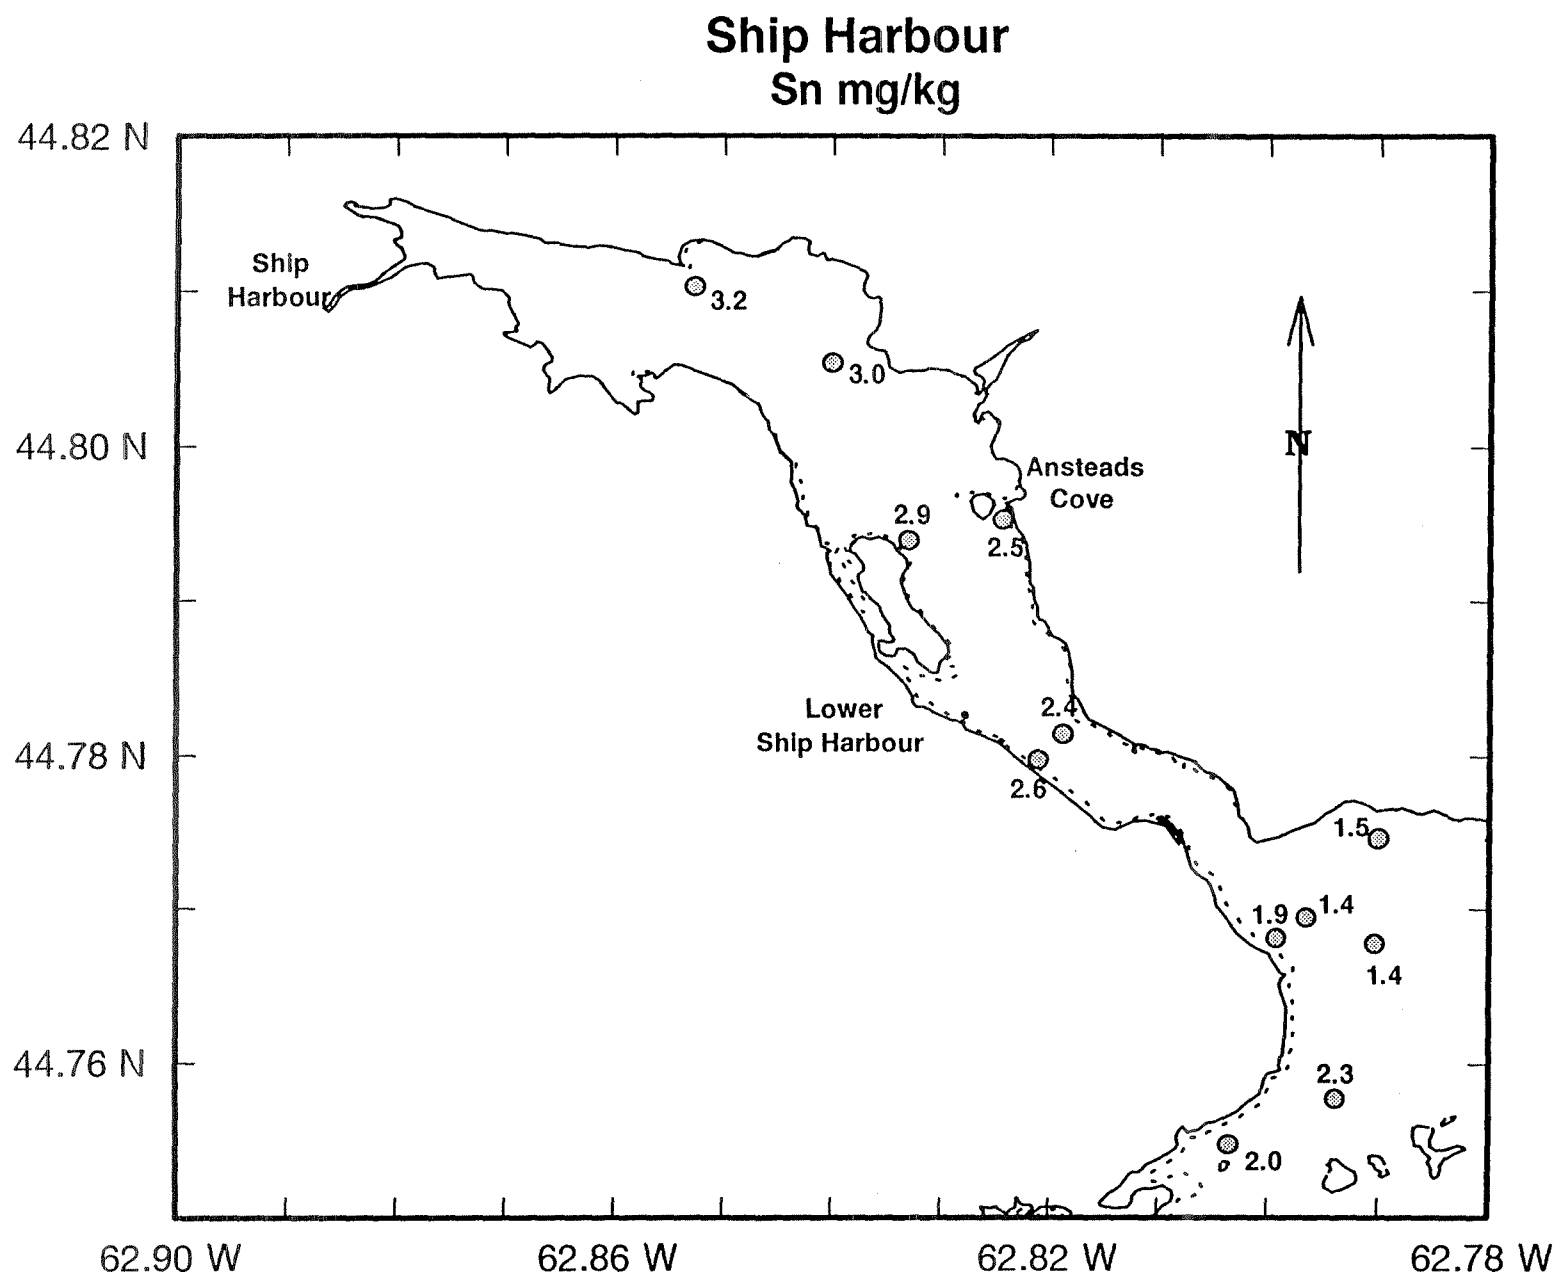 Ship Harbour
Sn mg/kg
44.82 N
Ship
Harbour
3.2
3.0
44.80 N
N
Ansteads
Cove
2.9
2.5
Lower
Ship Harbour
2.4
44.78 N
2.6
1.5
1.4
1.9
1.4
44.76 N
2.3
2.0
62.90 W
62.86 W
62.82 W
62.78 W